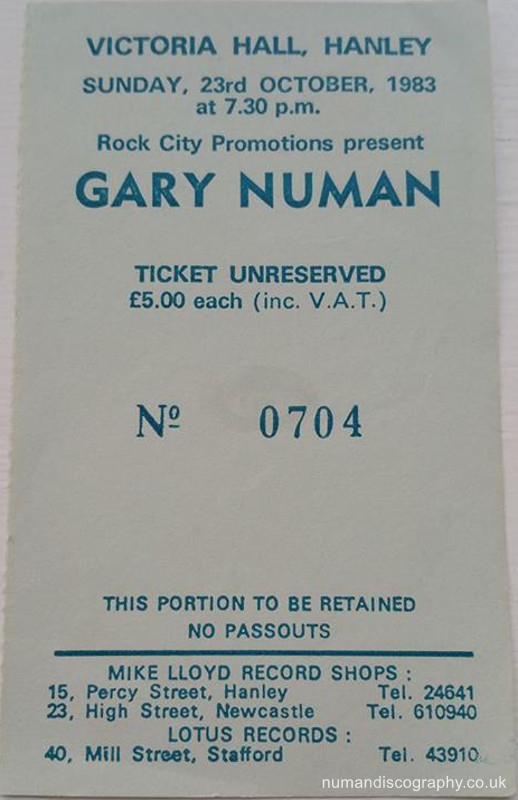 VICTORIA HALL, HANLEY
SUNDAY, 23rd OCTOBER, 1983
at 7.30 p.m.
Rock City Promotions present
GARY NUMAN
TICKET UNRESERVED
£5.00 each (inc. V.A.T.)
Nº 0704
THIS PORTION TO BE RETAINED
NO PASSOUTS
MIKE LLOYD RECORD SHOPS :
15, Percy Street, Hanley Tel. 24641
23, High Street, Newcastle Tel. 610940
LOTUS RECORDS :
40, Mill Street, Stafford Tel. 43910
numandiscography.co.uk